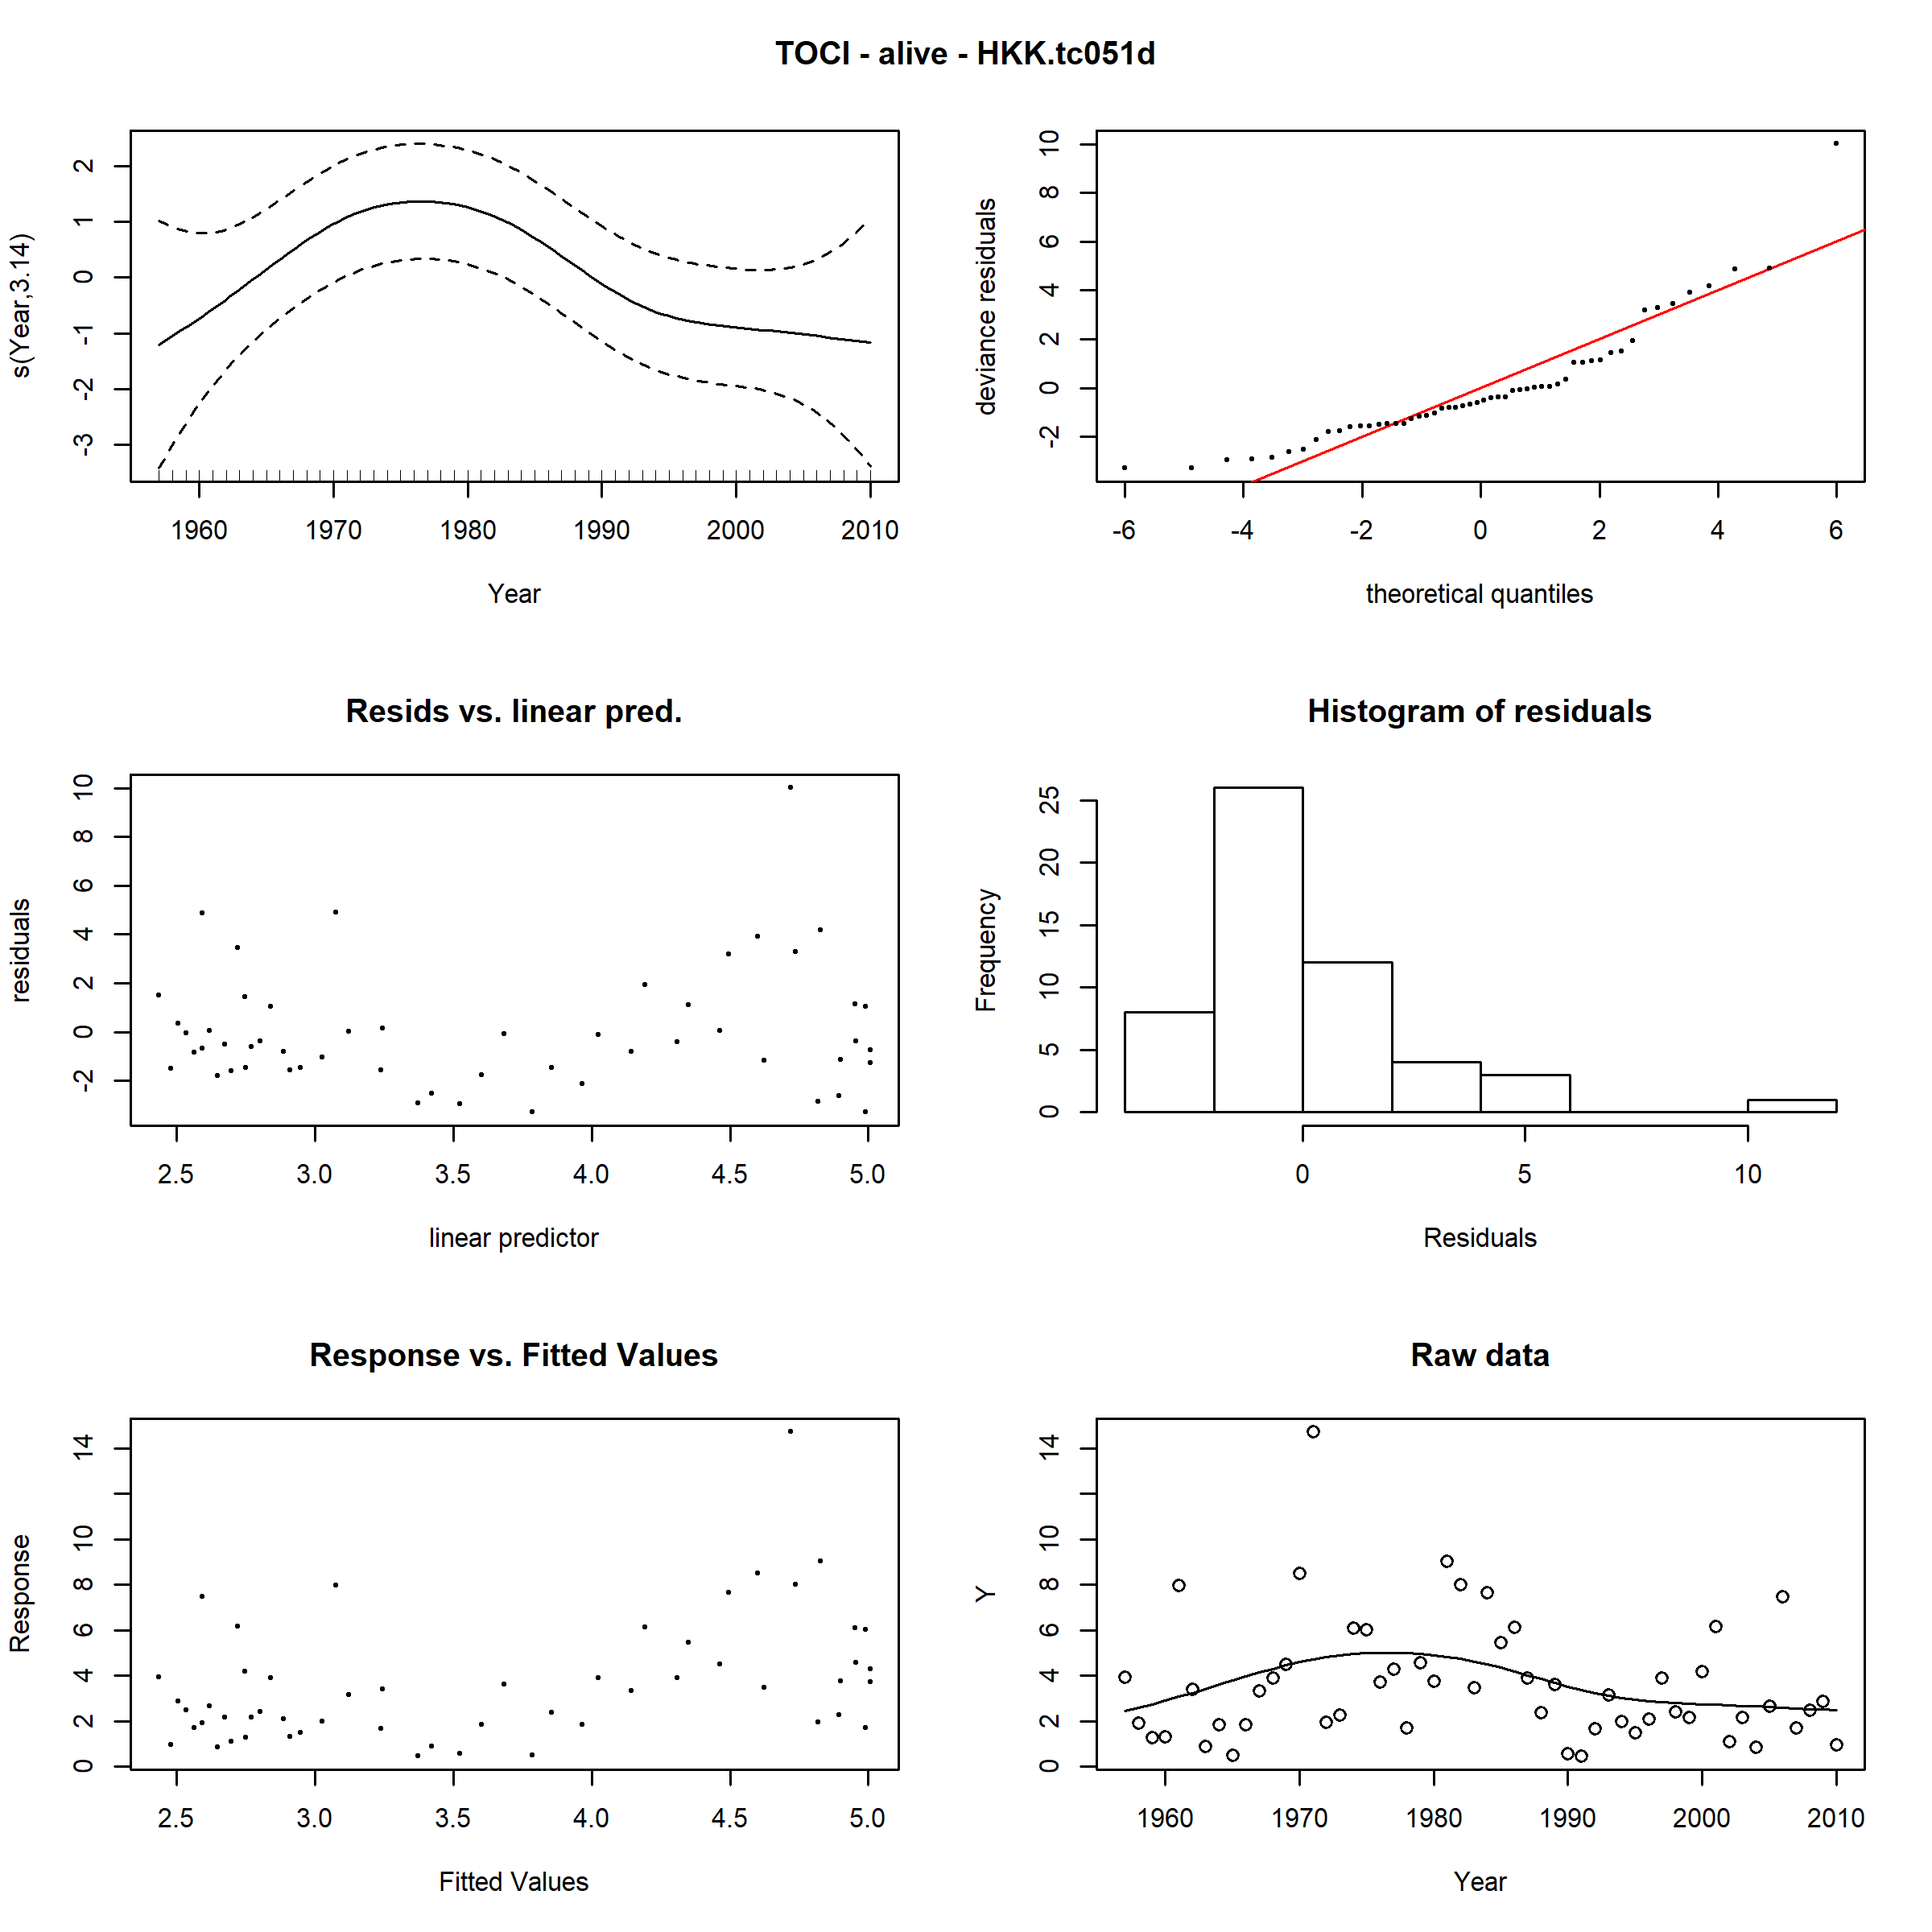 TOCI - alive - HKK.tc051d
s(Year,3.14)
2
1
0
-1
-2
-3
1960 1970 1980 1990 2000 2010
Year
deviance residuals
10
8
6
4
2
0
-2
-6 -4 -2 0 2 4 6
theoretical quantiles
Resids vs. linear pred.
residuals
10
8
6
4
2
0
-2
2.5 3.0 3.5 4.0 4.5 5.0
linear predictor
Histogram of residuals
Frequency
25
20
15
10
5
0
0 5 10
Residuals
Response vs. Fitted Values
Response
14
10
8
6
4
2
0
2.5 3.0 3.5 4.0 4.5 5.0
Fitted Values
Raw data
Y
14
10
8
6
4
2
0
1960 1970 1980 1990 2000 2010
Year